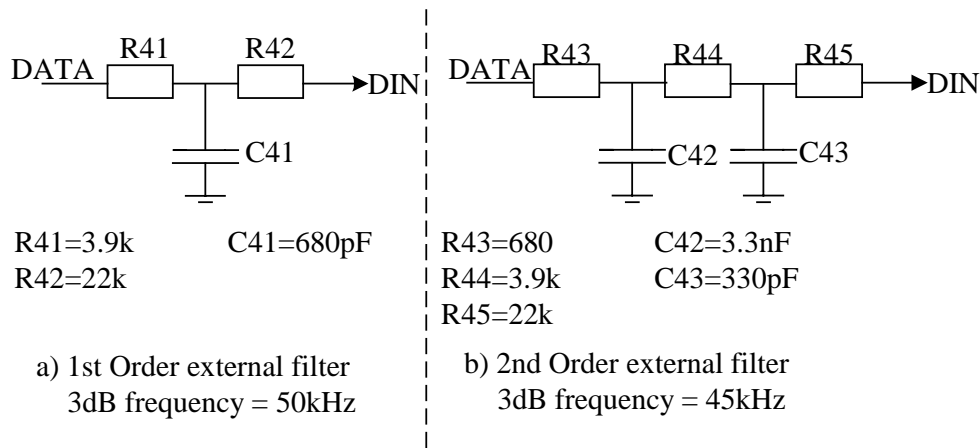 R41 R42
DATA DIN
C41
R41=3.9k C41=680pF
R42=22k
a) 1st Order external filter
3dB frequency = 50kHz
R43 R44 R45
DATA DIN
C42 C43
R43=680 C42=3.3nF
R44=3.9k C43=330pF
R45=22k
b) 2nd Order external filter
3dB frequency = 45kHz